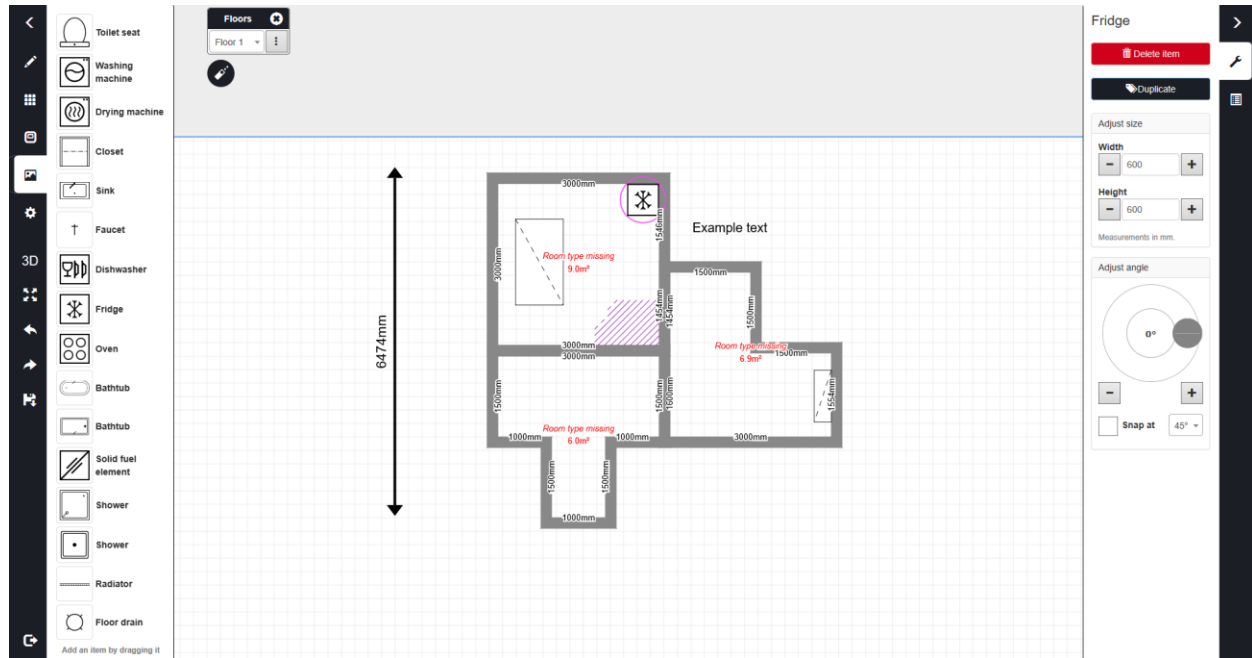 3D
Toilet seat
Washing
machine
Drying machine
Closet
Sink
Faucet
Dishwasher
Fridge
Oven
Bathtub
Bathtub
Solid fuel
element
Shower
Shower
Radiator
Floor drain
Add an item by dragging it
Floors
Floor 1
6474mm
3000mm
1546mm
3000mm
Room type missing
9.0m²
1454mm
1454mm
3000mm
3000mm
Example text
1500mm
1500mm
Room type missing
6.9m²
1500mm
1554mm
1500mm
1500mm
1600mm
Room type missing
6.0m²
1000mm
1000mm
3000mm
1500mm
1500mm
1000mm
Fridge
Delete item
Duplicate
Adjust size
Width
600
Height
600
Measurements in mm.
Adjust angle
0°
Snap at
45°